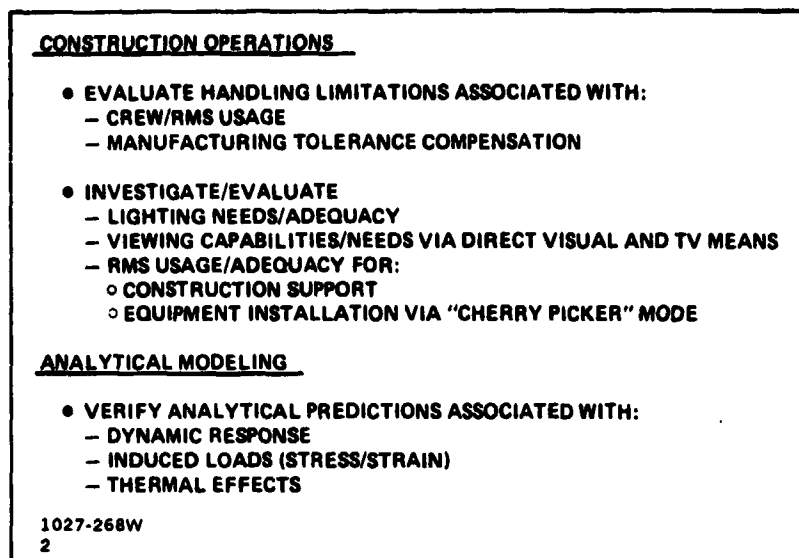 CONSTRUCTION OPERATIONS
• EVALUATE HANDLING LIMITATIONS ASSOCIATED WITH:
– CREW/RMS USAGE
– MANUFACTURING TOLERANCE COMPENSATION
• INVESTIGATE/EVALUATE
– LIGHTING NEEDS/ADEQUACY
– VIEWING CAPABILITIES/NEEDS VIA DIRECT VISUAL AND TV MEANS
– RMS USAGE/ADEQUACY FOR:
○ CONSTRUCTION SUPPORT
○ EQUIPMENT INSTALLATION VIA "CHERRY PICKER" MODE
ANALYTICAL MODELING
• VERIFY ANALYTICAL PREDICTIONS ASSOCIATED WITH:
– DYNAMIC RESPONSE
– INDUCED LOADS (STRESS/STRAIN)
– THERMAL EFFECTS
1027-268W
2